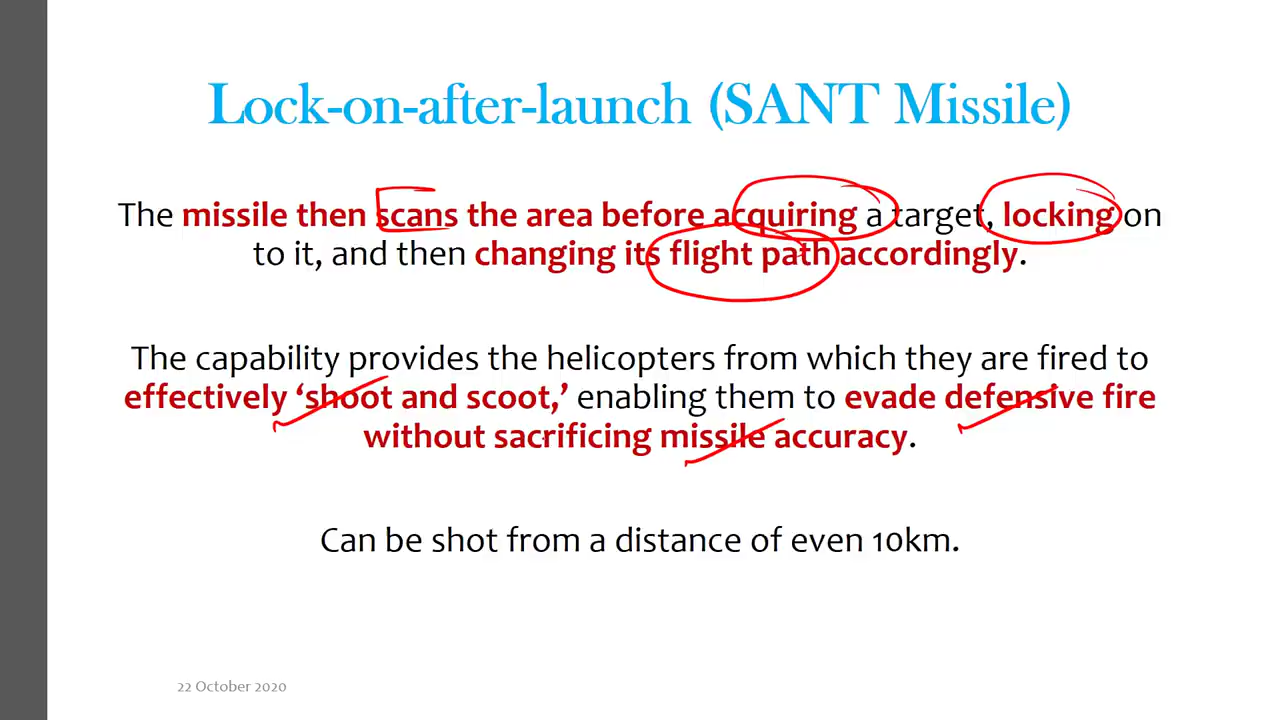 Lock-on-after-launch (SANT Missile)
The missile then scans the area before acquiring a target, locking on
to it, and then changing its flight path accordingly.
The capability provides the helicopters from which they are fired to
effectively ‘shoot and scoot,’ enabling them to evade defensive fire
without sacrificing missile accuracy.
Can be shot from a distance of even 10km.
22 October 2020